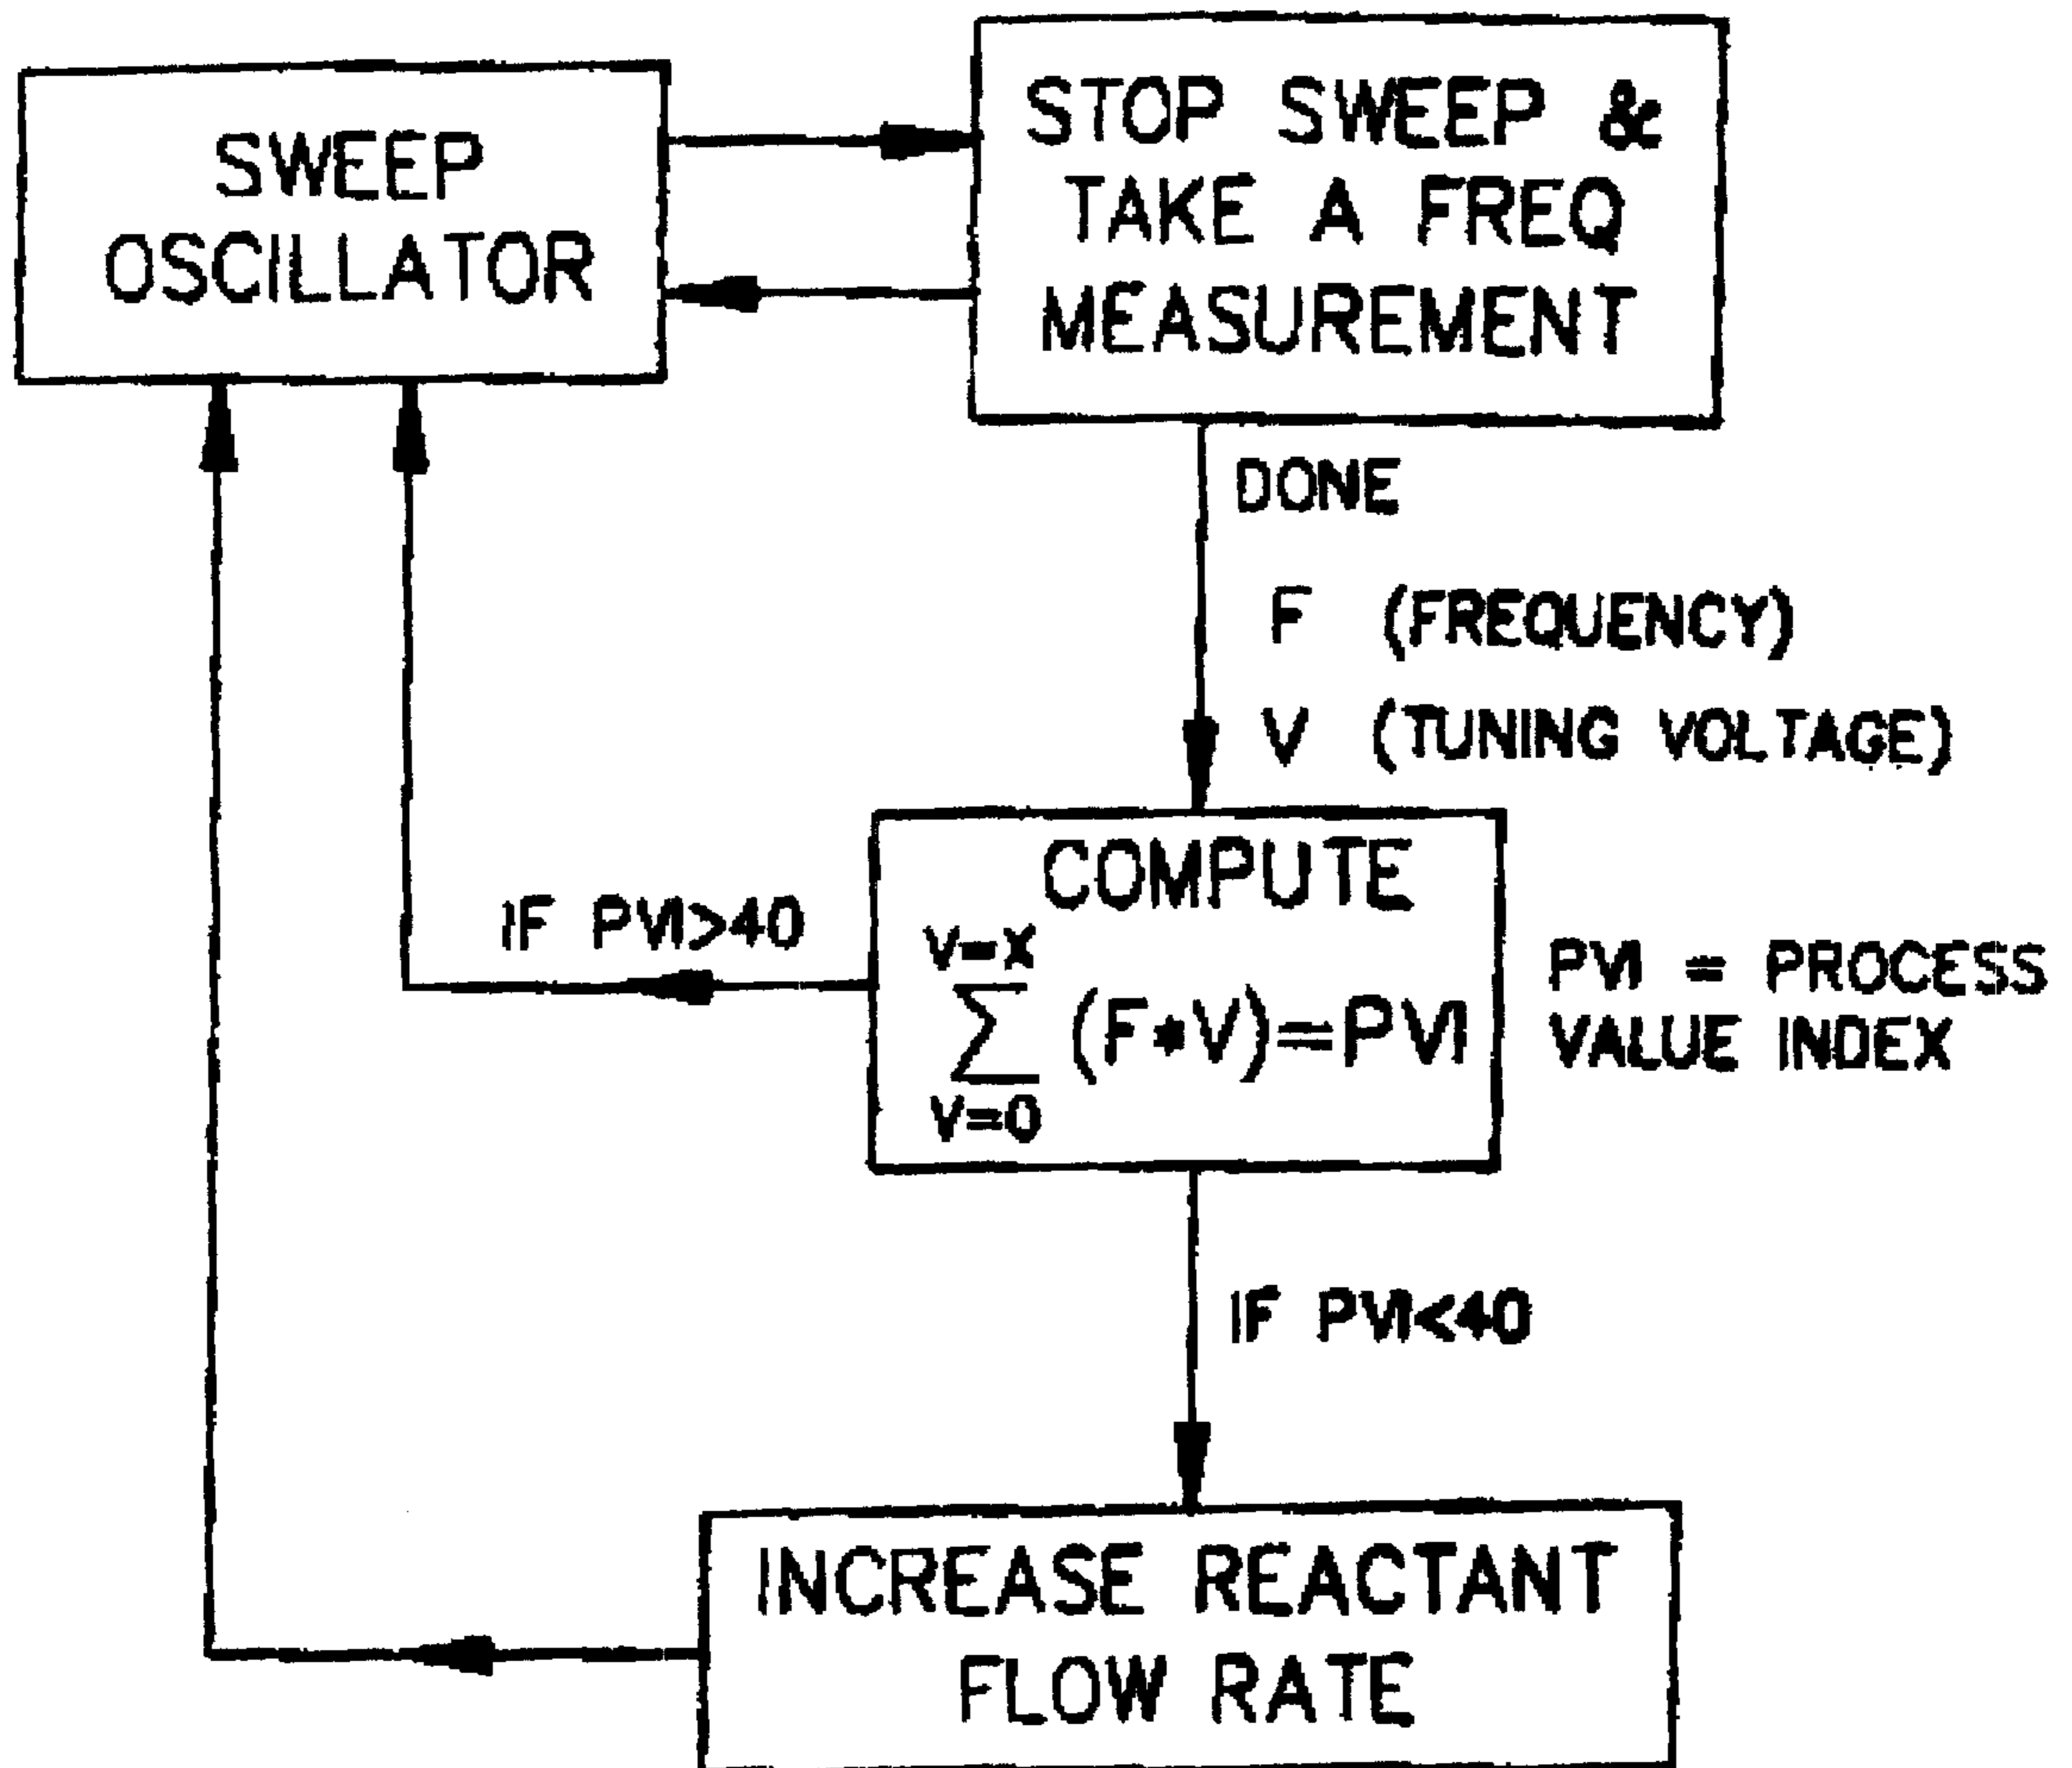 SWEEP
OSCILLATOR
STOP SWEEP &
TAKE A FREQ
MEASUREMENT
DONE
F (FREQUENCY)
V (TUNING VOLTAGE)
COMPUTE
V=X
∑ (F*V)=PVI
V=0
PVI = PROCESS
VALUE INDEX
IF PVI>40
IF PVI<40
INCREASE REACTANT
FLOW RATE